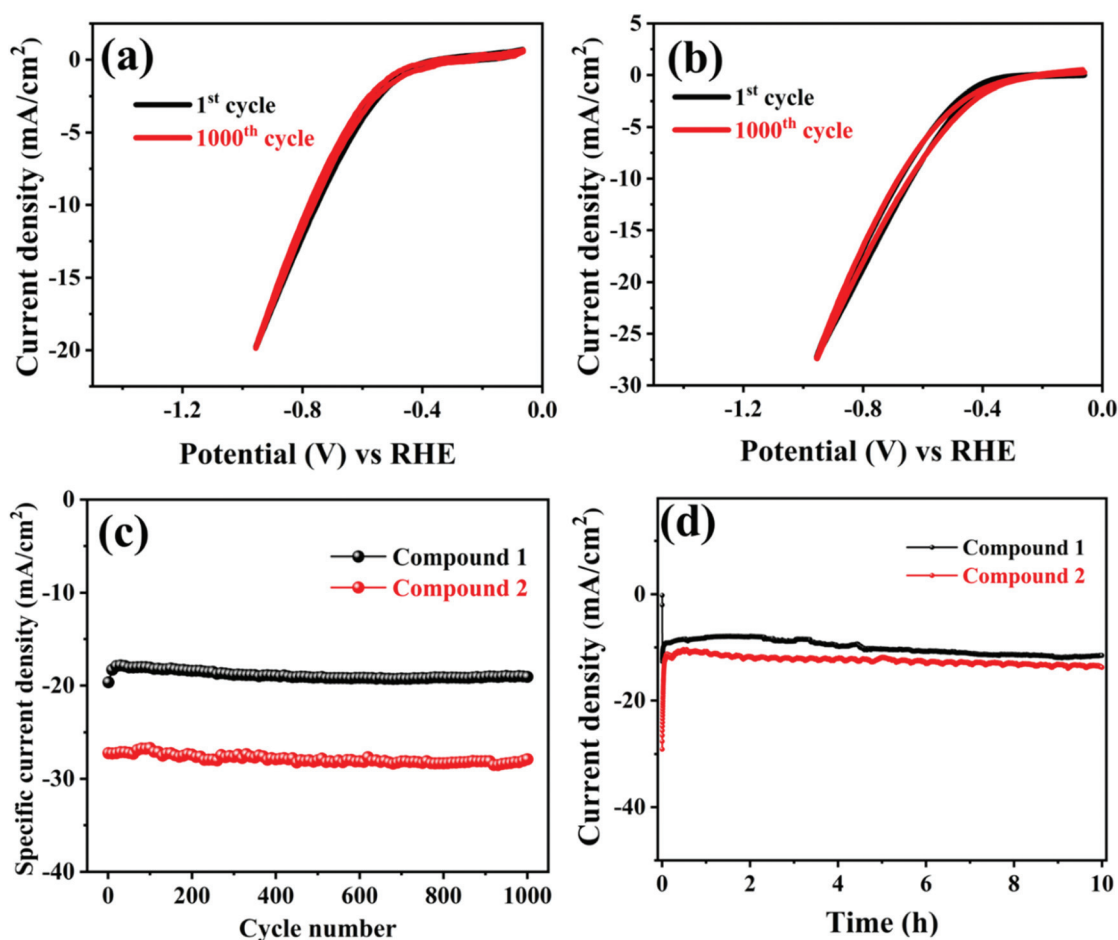 (a)
1st cycle
1000th cycle
0
-5
-10
-15
-20
-1.2
-0.8
-0.4
0.0
Current density (mA/cm2)
Potential (V) vs RHE
(b)
1st cycle
1000th cycle
5
0
-5
-10
-15
-20
-25
-30
-1.2
-0.8
-0.4
0.0
Current density (mA/cm2)
Potential (V) vs RHE
(c)
Compound 1
Compound 2
0
-10
-20
-30
-40
0
200
400
600
800
1000
Specific current density (mA/cm2)
Cycle number
(d)
Compound 1
Compound 2
0
-20
-40
0
2
4
6
8
10
Current density (mA/cm2)
Time (h)